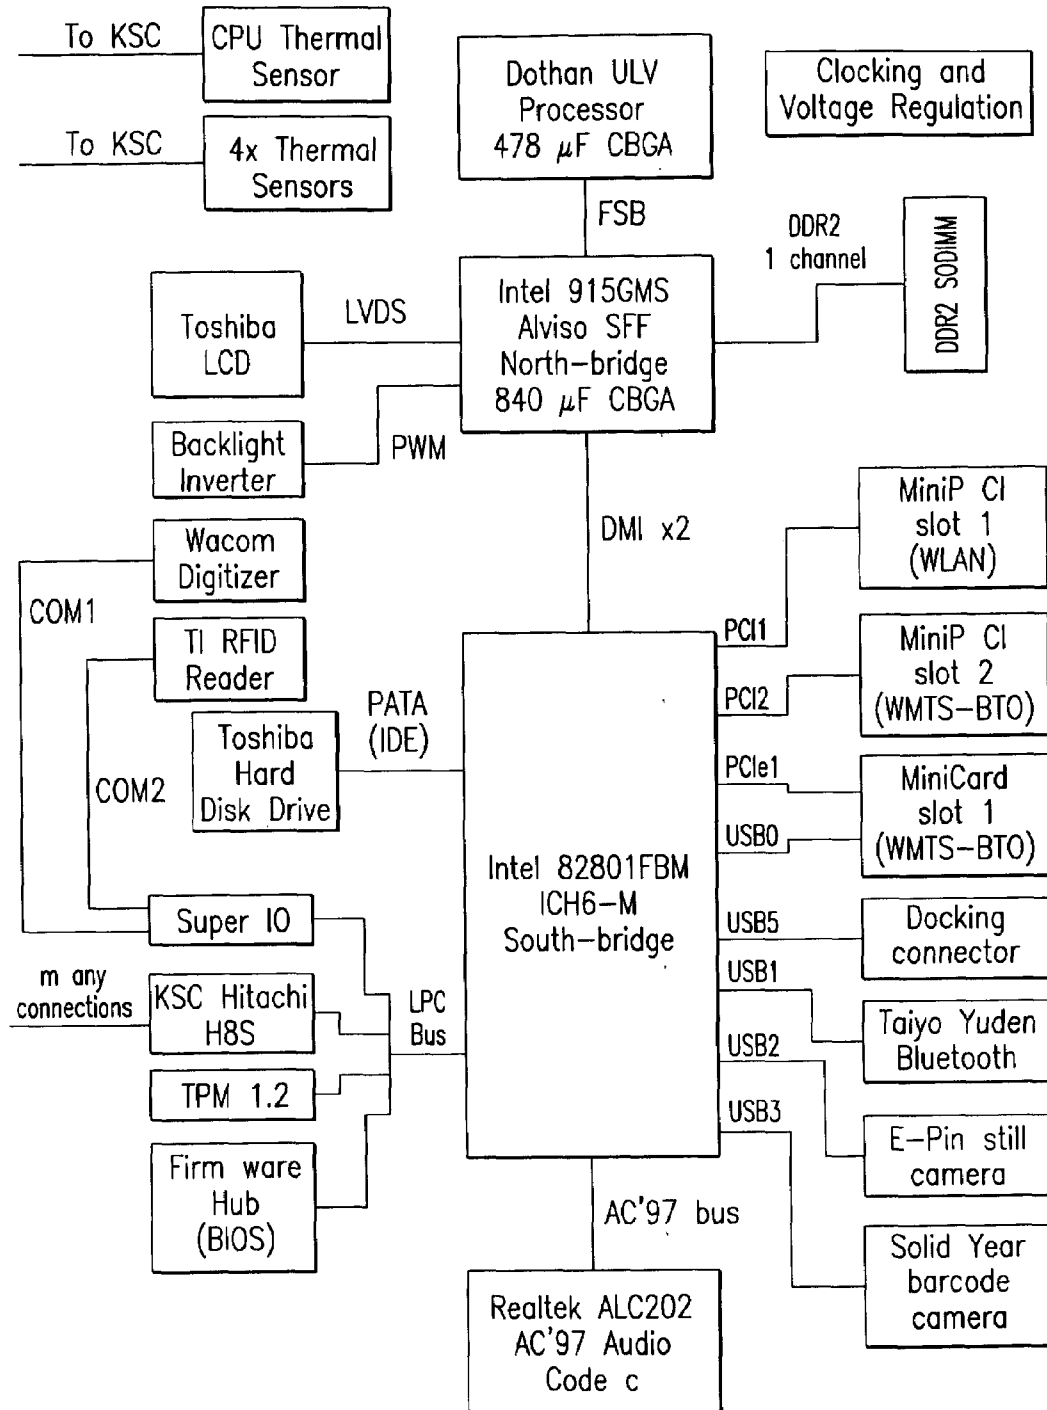 To KSC
CPU Thermal
Sensor
To KSC
4x Thermal
Sensors
Dothan ULV
Processor
478 μF CBGA
Clocking and
Voltage Regulation
FSB
DDR2
1 channel
DDR2 SODIMM
Intel 915GMS
Alviso SFF
North-bridge
840 μF CBGA
Toshiba
LCD
LVDS
Backlight
Inverter
PWM
DMI x2
Wacom
Digitizer
COM1
TI RFID
Reader
COM2
Toshiba
Hard
Disk Drive
PATA
(IDE)
MiniP CI
slot 1
(WLAN)
PCI1
MiniP CI
slot 2
(WMTS-BTO)
PCI2
PCIe1
MiniCard
slot 1
(WMTS-BTO)
USB0
Intel 82801FBM
ICH6-M
South-bridge
Super IO
m any
connections
KSC Hitachi
H8S
LPC
Bus
TPM 1.2
Firm ware
Hub
(BIOS)
USB5
Docking
connector
USB1
Taiyo Yuden
Bluetooth
USB2
E-Pin still
camera
USB3
Solid Year
barcode
camera
AC'97 bus
Realtek ALC202
AC'97 Audio
Code c